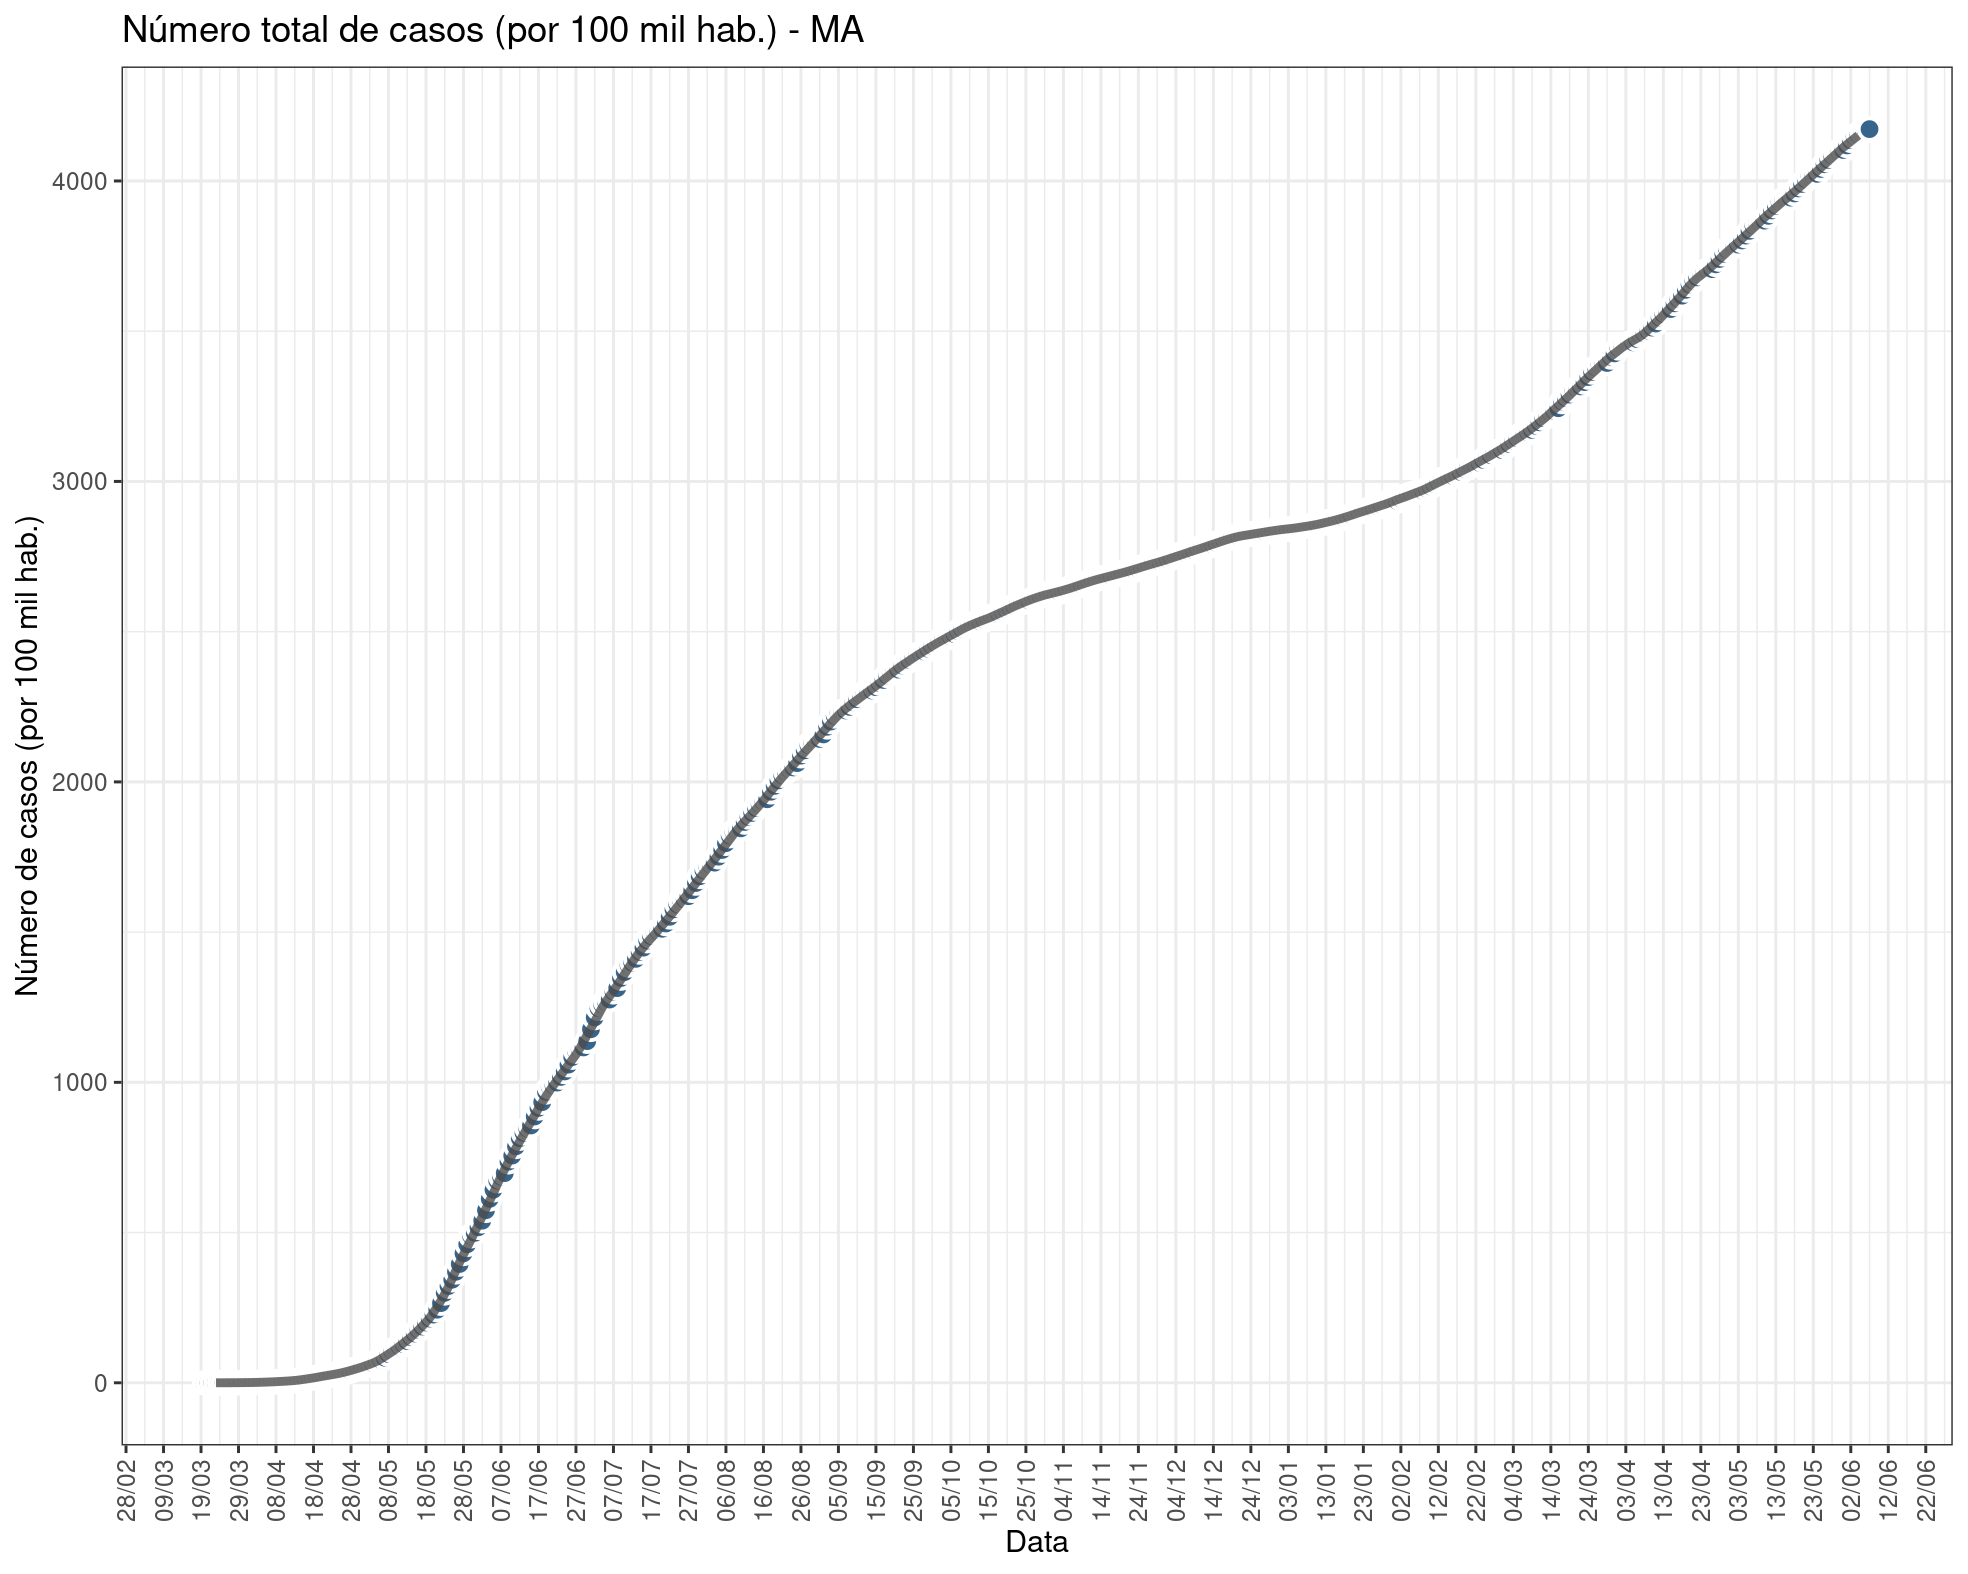 Número total de casos (por 100 mil hab.) - MA
Número de casos (por 100 mil hab.)
4000
3000
2000
1000
0
28/02 09/03 19/03 29/03 08/04 18/04 28/04 08/05 18/05 28/05 07/06 17/06 27/06 07/07 17/07 27/07 06/08 16/08 26/08 05/09 15/09 25/09 05/10 15/10 25/10 04/11 14/11 24/11 04/12 14/12 24/12 03/01 13/01 23/01 02/02 12/02 22/02 04/03 14/03 24/03 03/04 13/04 23/04 03/05 13/05 23/05 02/06 12/06 22/06
Data